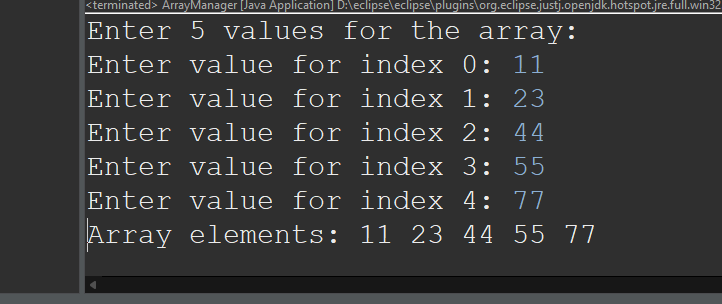 <terminated> ArrayManager [Java Application] D:\eclipse\eclipse\plugins\org.eclipse.justj.openjdk.hotspot.jre.full.win32
Enter 5 values for the array:
Enter value for index 0: 11
Enter value for index 1: 23
Enter value for index 2: 44
Enter value for index 3: 55
Enter value for index 4: 77
Array elements: 11 23 44 55 77